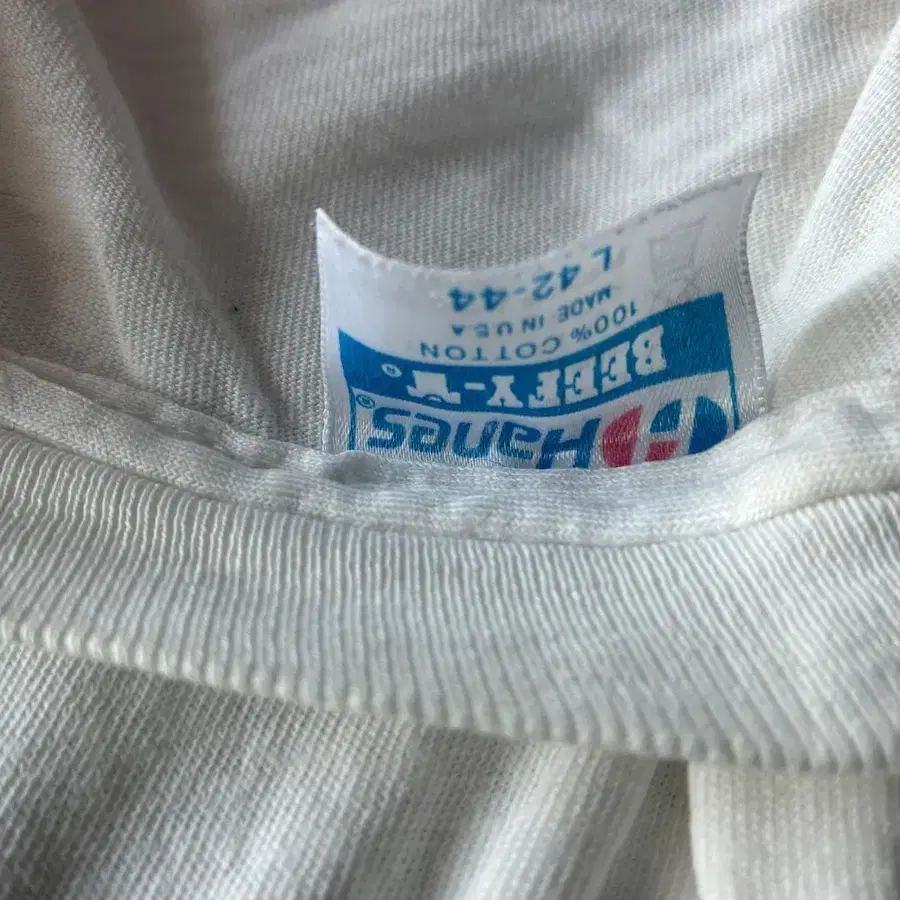 Hanes®
BEEFY-T®
100% COTTON
MADE IN U.S.A
L 42-44